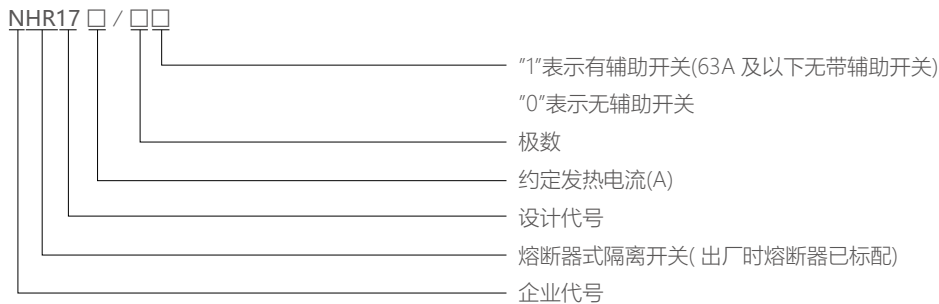 NHR17 □ / □□
"1"表示有辅助开关(63A 及以下无带辅助开关)
"0"表示无辅助开关
极数
约定发热电流(A)
设计代号
熔断器式隔离开关( 出厂时熔断器已标配)
企业代号